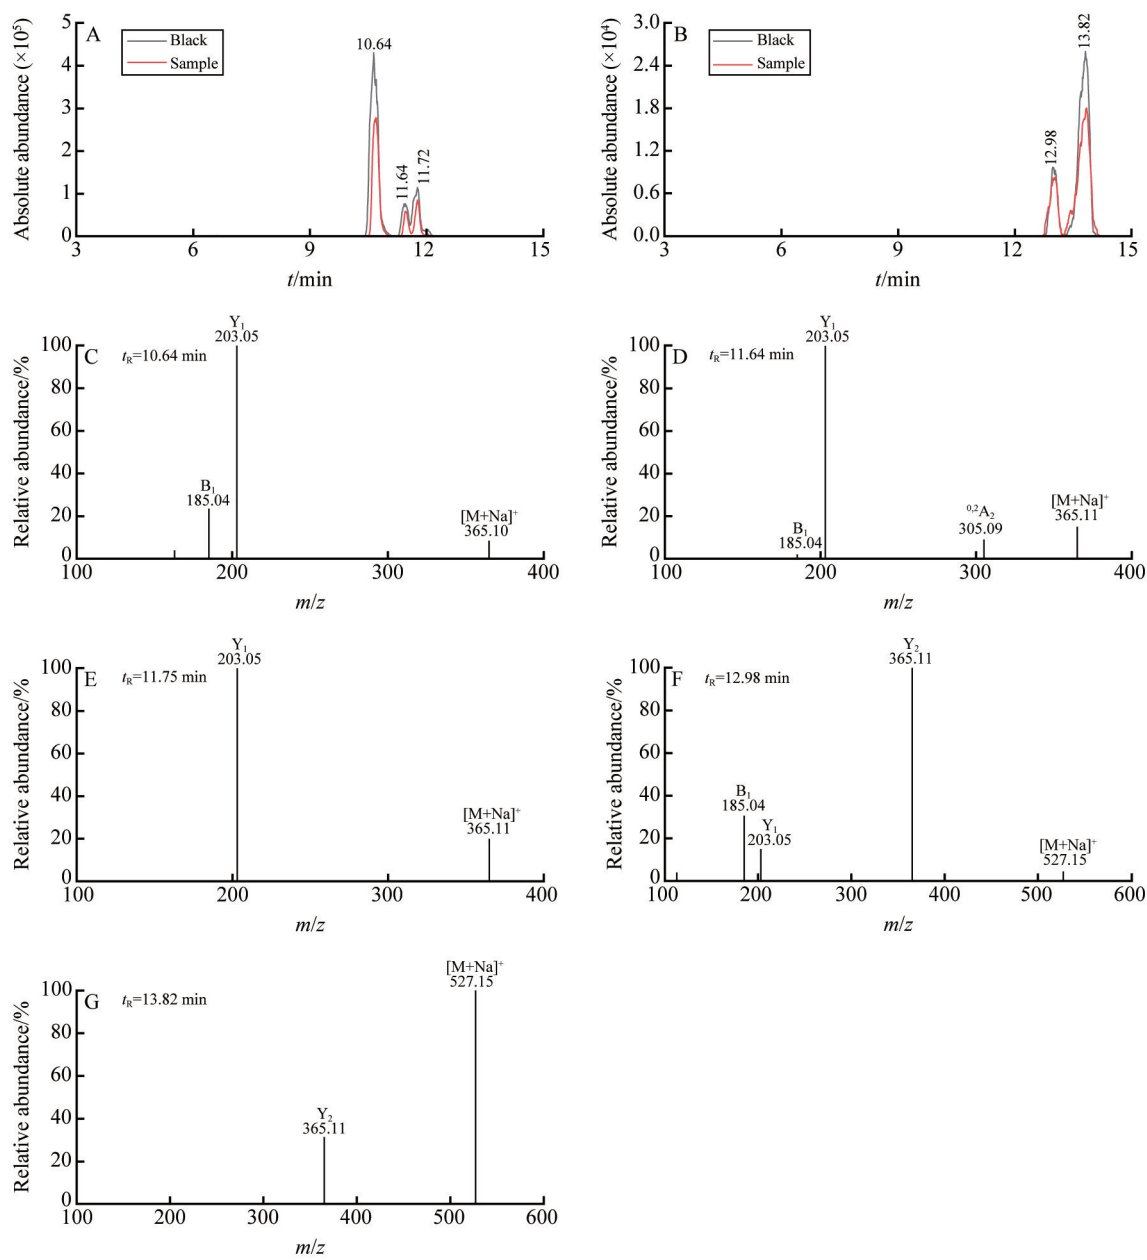 A
Black
Sample
10.64
11.64
11.72
5
4
3
2
1
0
Absolute abundance (×10⁵)
3 6 9 12 15
t/min
B
Black
Sample
12.98
13.82
3.0
2.4
1.8
1.2
0.6
0.0
Absolute abundance (×10⁴)
3 6 9 12 15
t/min
C
tR=10.64 min
Y1
203.05
B1
185.04
[M+Na]⁺
365.10
100
80
60
40
20
0
Relative abundance/%
100 200 300 400
m/z
D
tR=11.64 min
Y1
203.05
B1
185.04
⁰,²A2
305.09
[M+Na]⁺
365.11
100
80
60
40
20
0
Relative abundance/%
100 200 300 400
m/z
E
tR=11.75 min
Y1
203.05
[M+Na]⁺
365.11
100
80
60
40
20
0
Relative abundance/%
100 200 300 400
m/z
F
tR=12.98 min
Y2
365.11
B1
185.04
Y1
203.05
[M+Na]⁺
527.15
100
80
60
40
20
0
Relative abundance/%
100 200 300 400 500 600
m/z
G
tR=13.82 min
[M+Na]⁺
527.15
Y2
365.11
100
80
60
40
20
0
Relative abundance/%
100 200 300 400 500 600
m/z